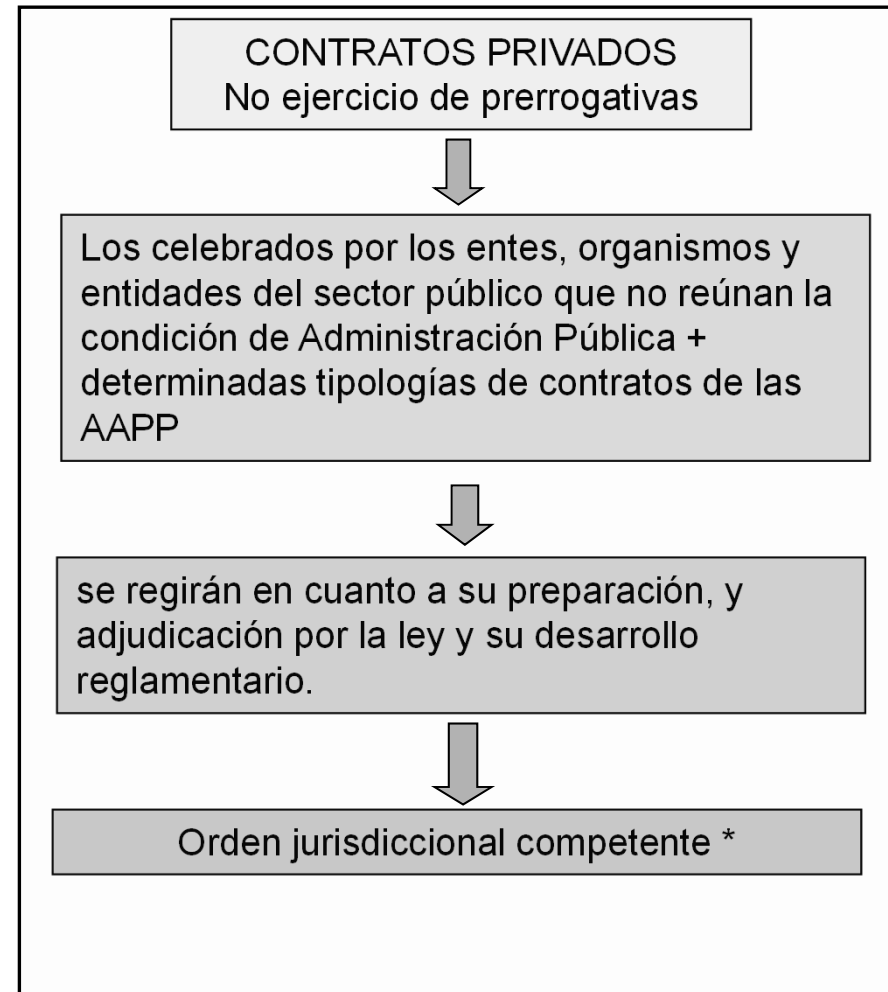 CONTRATOS PRIVADOS
No ejercicio de prerrogativas
Los celebrados por los entes, organismos y
entidades del sector público que no reúnan la
condición de Administración Pública +
determinadas tipologías de contratos de las
AAPP
se regirán en cuanto a su preparación, y
adjudicación por la ley y su desarrollo
reglamentario.
Orden jurisdiccional competente *